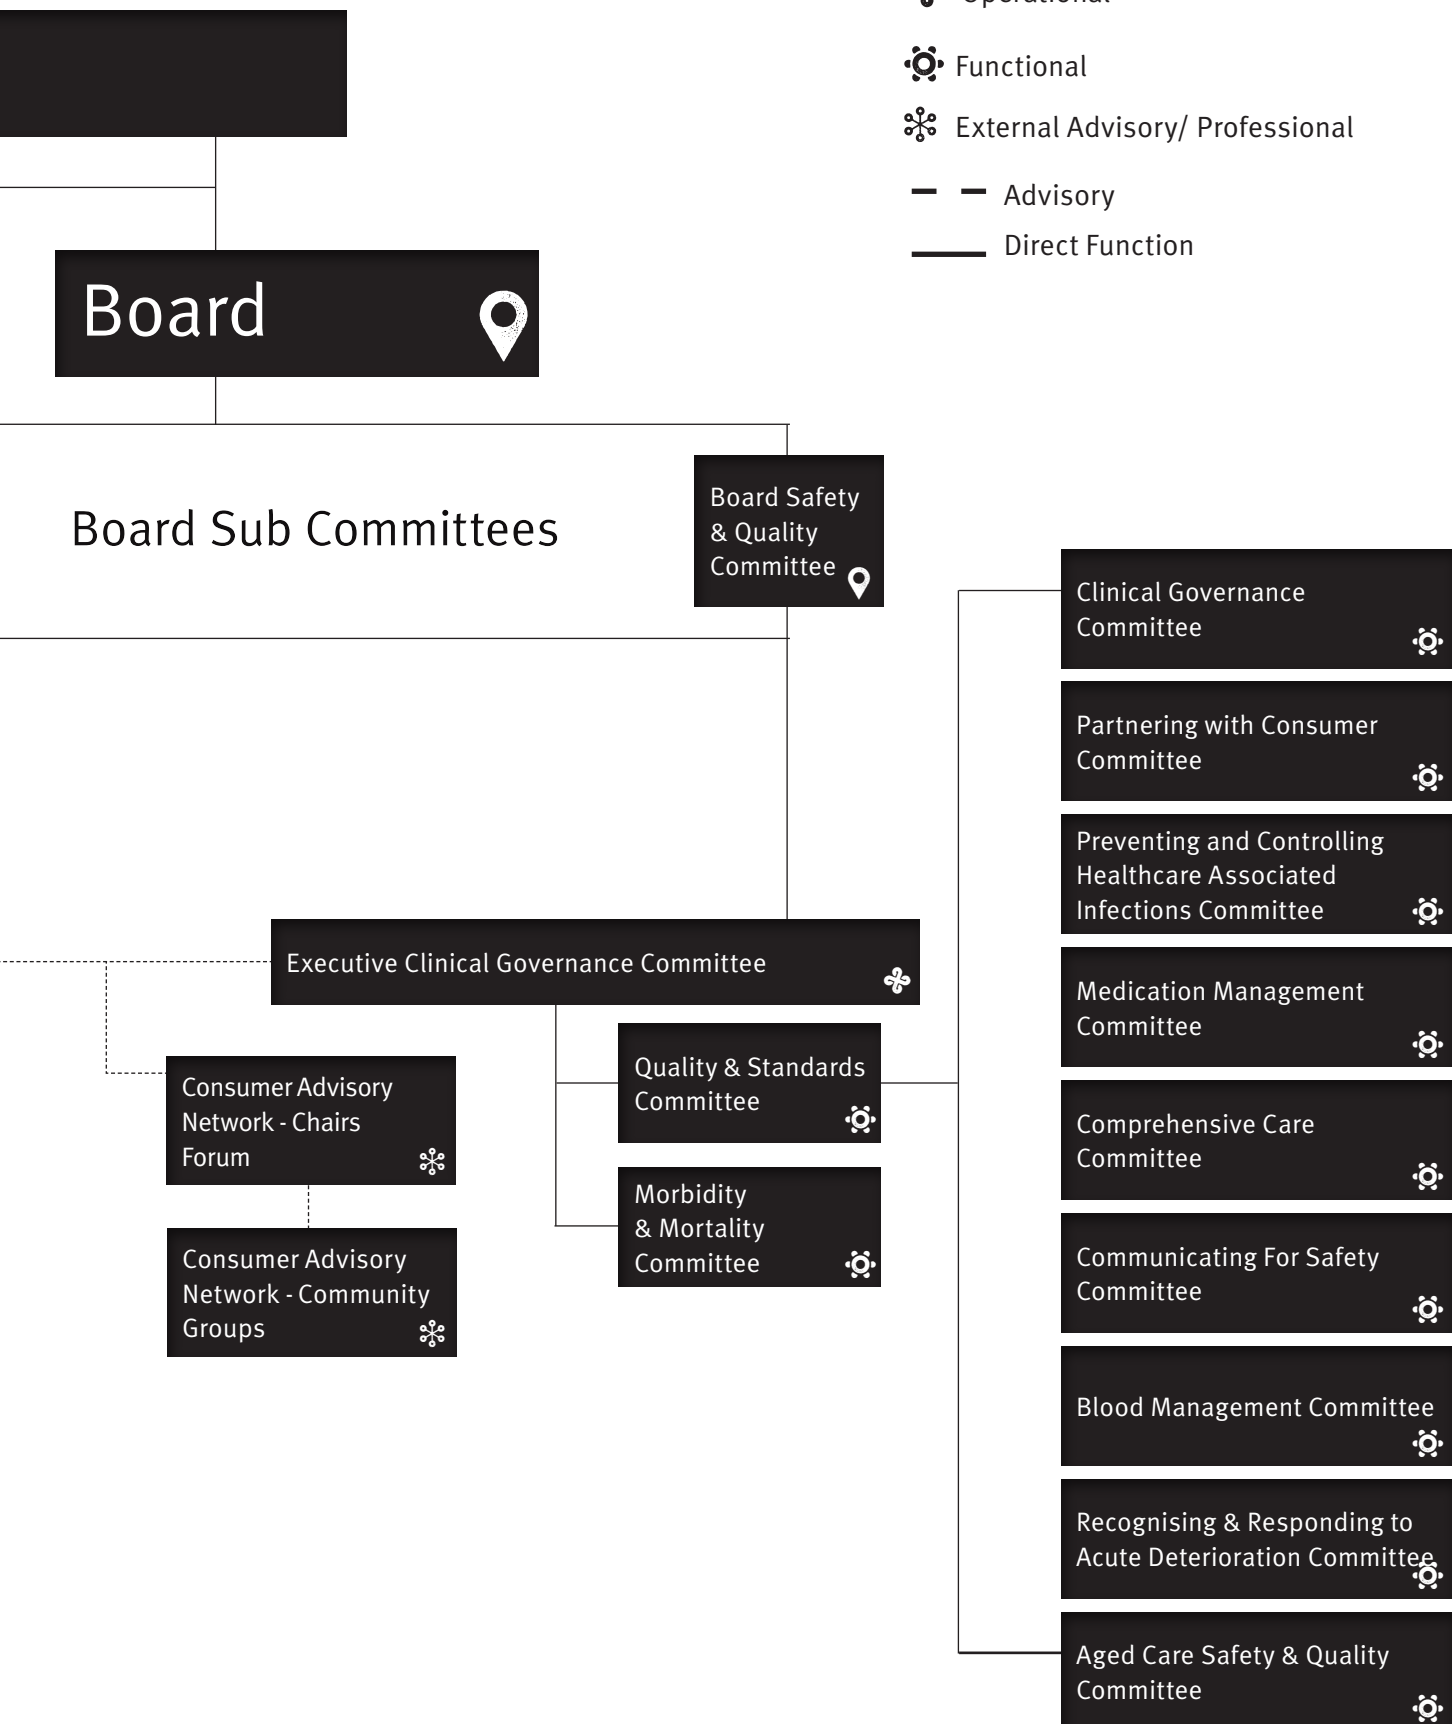 Operational
Functional
External Advisory/ Professional
Advisory
Direct Function
Board
Board Sub Committees
Board Safety
& Quality
Committee
Clinical Governance
Committee
Partnering with Consumer
Committee
Preventing and Controlling
Healthcare Associated
Infections Committee
Medication Management
Committee
Comprehensive Care
Committee
Communicating For Safety
Committee
Blood Management Committee
Recognising & Responding to
Acute Deterioration Committee
Aged Care Safety & Quality
Committee
Executive Clinical Governance Committee
Quality & Standards
Committee
Morbidity
& Mortality
Committee
Consumer Advisory
Network - Chairs
Forum
Consumer Advisory
Network - Community
Groups